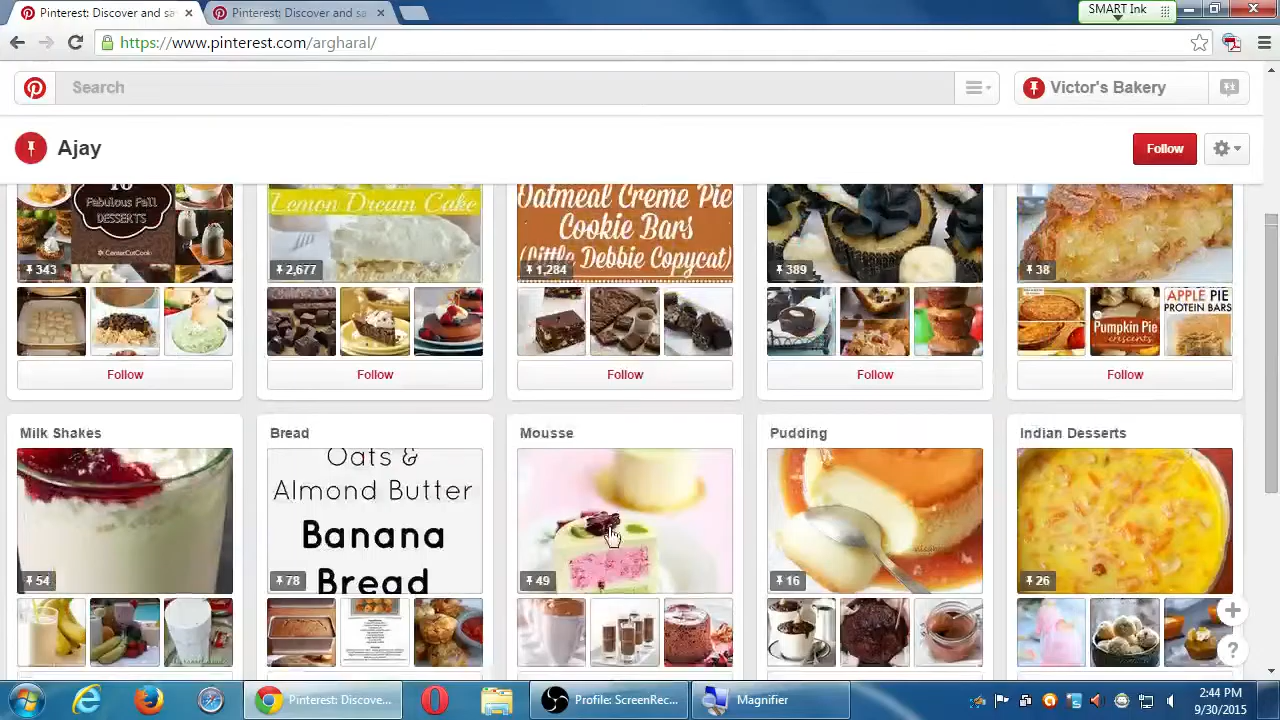 Pinterest: Discover and sa
Pinterest: Discover and sa
SMART Ink
https://www.pinterest.com/argharal/
Search
Victor's Bakery
Ajay
Follow
10
Fabulous Fall
DESSERTS
CenterCutCook
343
Lemon Dream Cake
2,677
Oatmeal Creme Pie
Cookie Bars
(Little Debbie Copycat)
1,284
389
38
Pumpkin Pie
crescents
APPLE PIE
PROTEIN BARS
Follow
Follow
Follow
Follow
Follow
Milk Shakes
Bread
Mousse
Pudding
Indian Desserts
Oats &
Almond Butter
Banana
Bread
54
78
49
16
26
Pinterest: Discove...
Profile: ScreenRec...
Magnifier
2:44 PM
9/30/2015